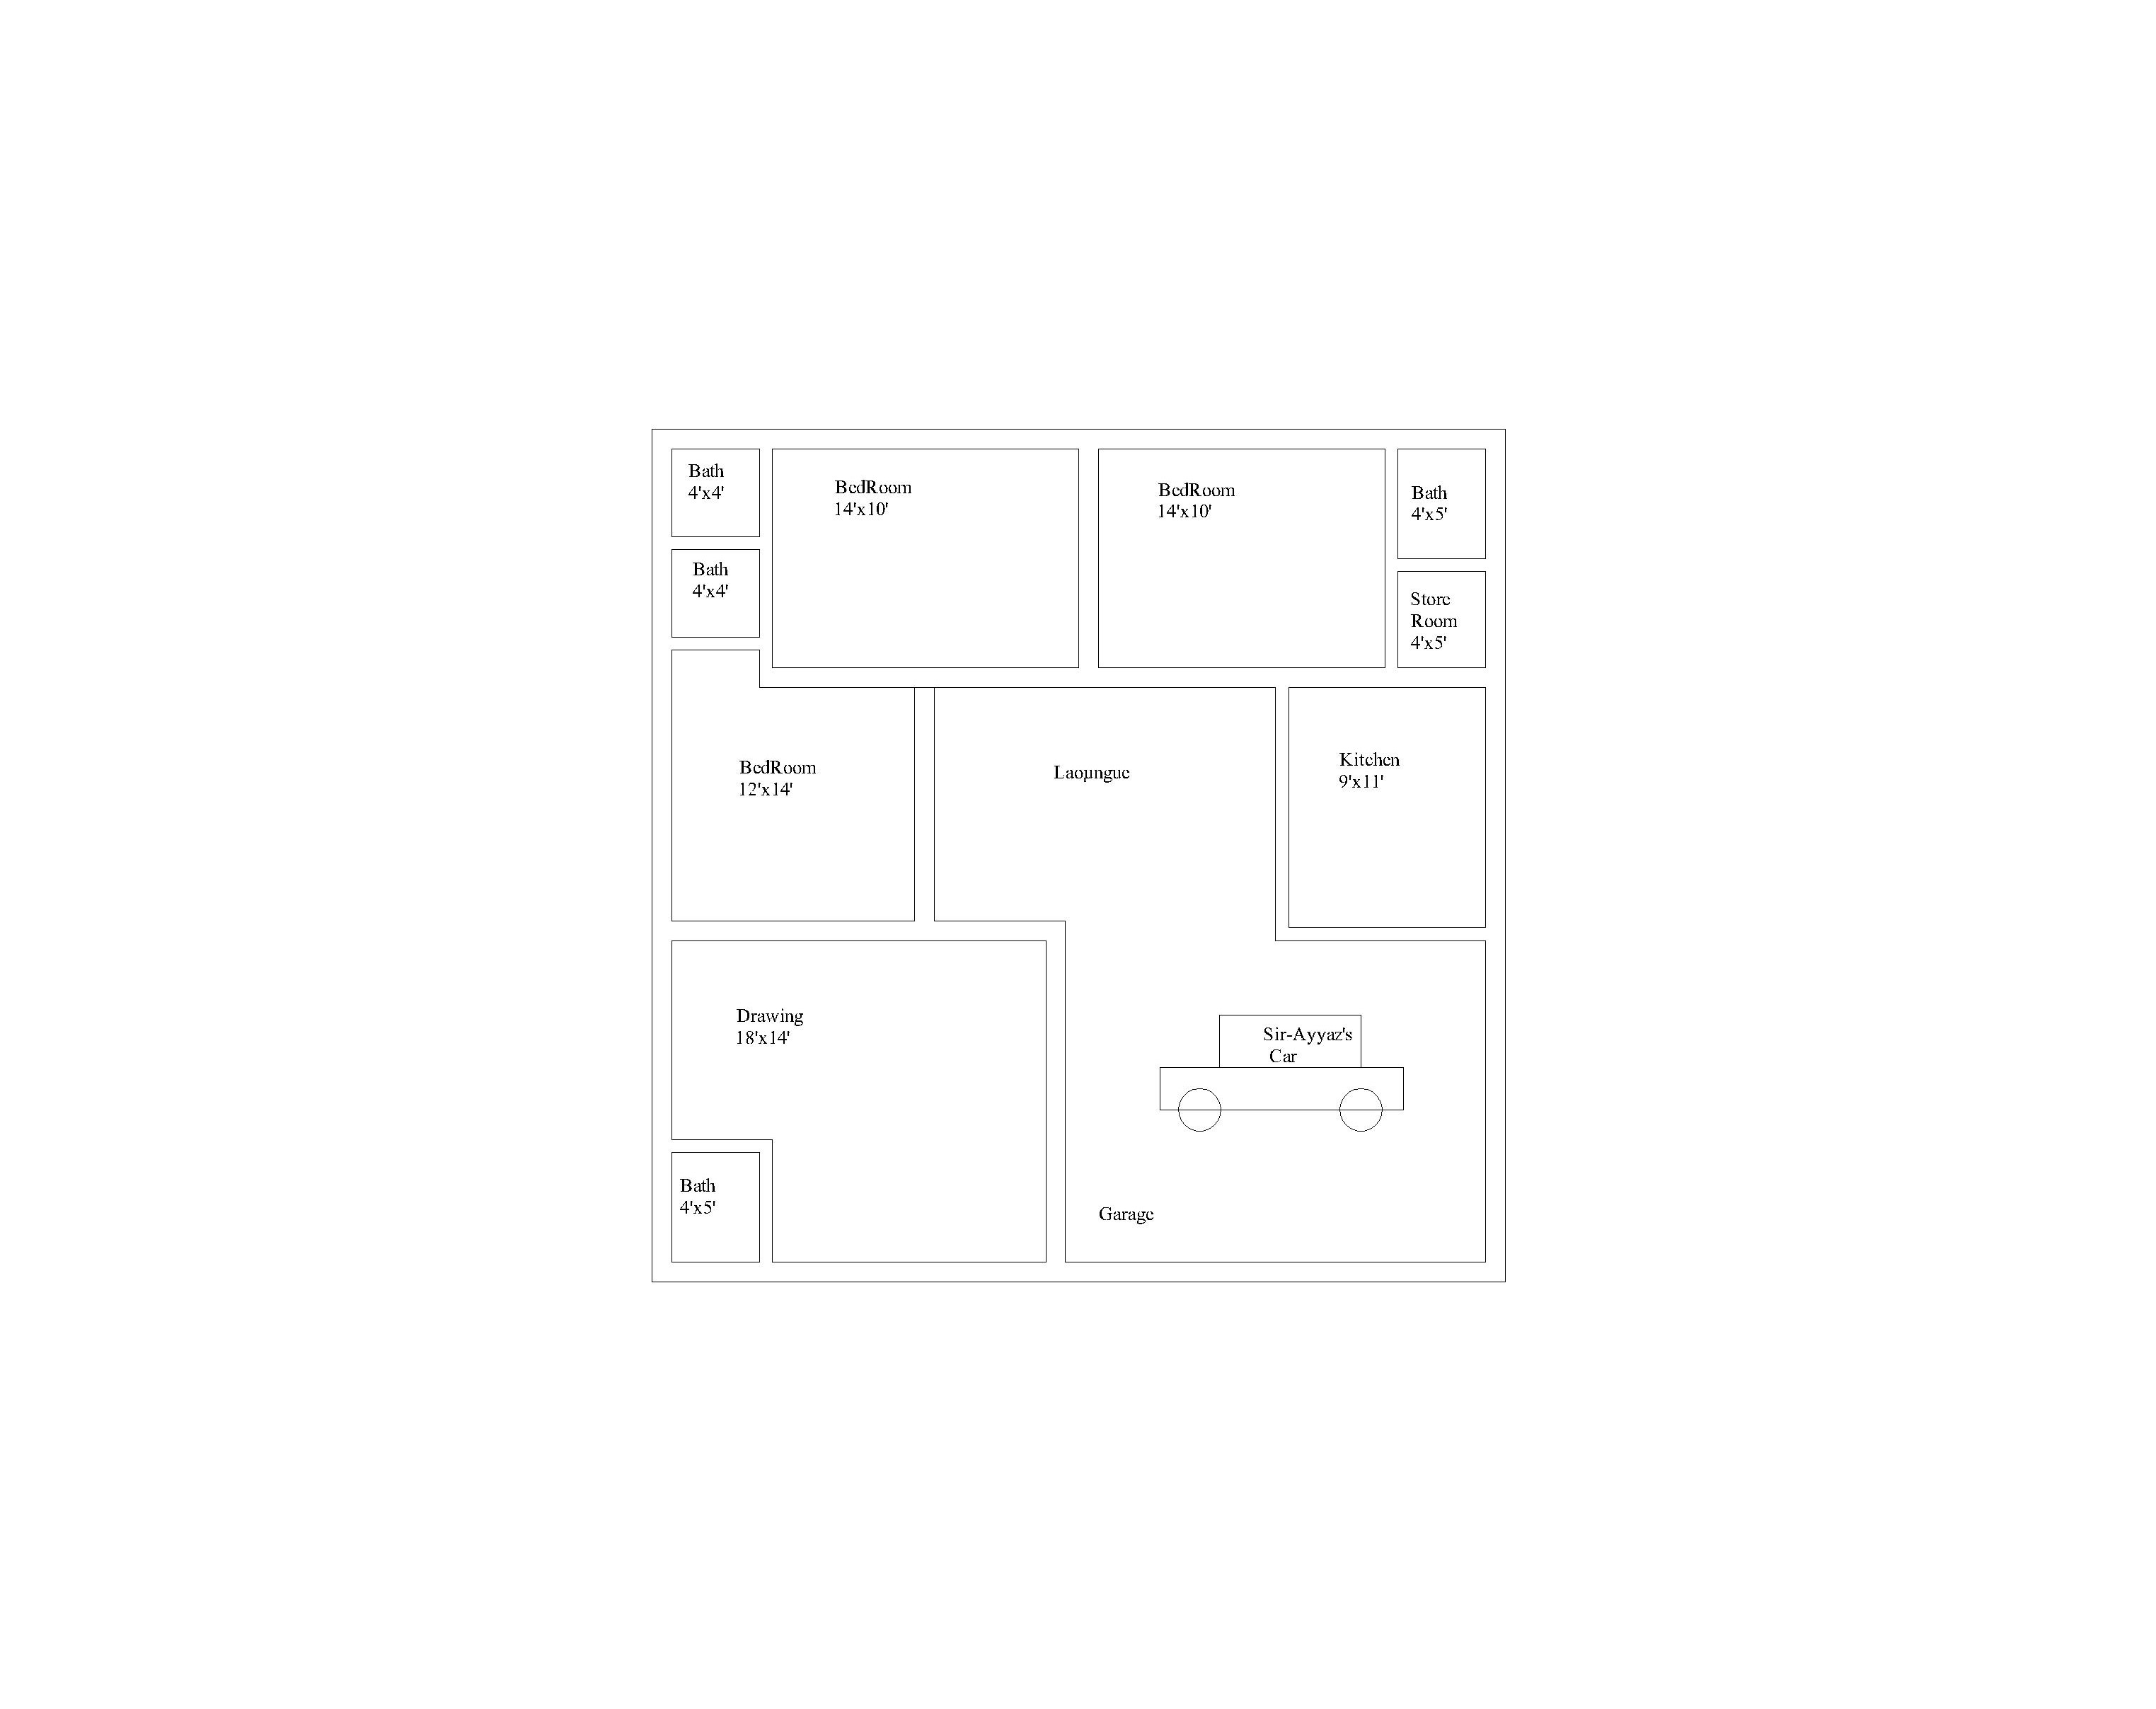 Bath
4'x4'
BedRoom
14'x10'
BedRoom
14'x10'
Bath
4'x5'
Bath
4'x4'
Store
Room
4'x5'
BedRoom
12'x14'
Laoungue
Kitchen
9'x11'
Drawing
18'x14'
Sir-Ayyaz's
Car
Bath
4'x5'
Garage